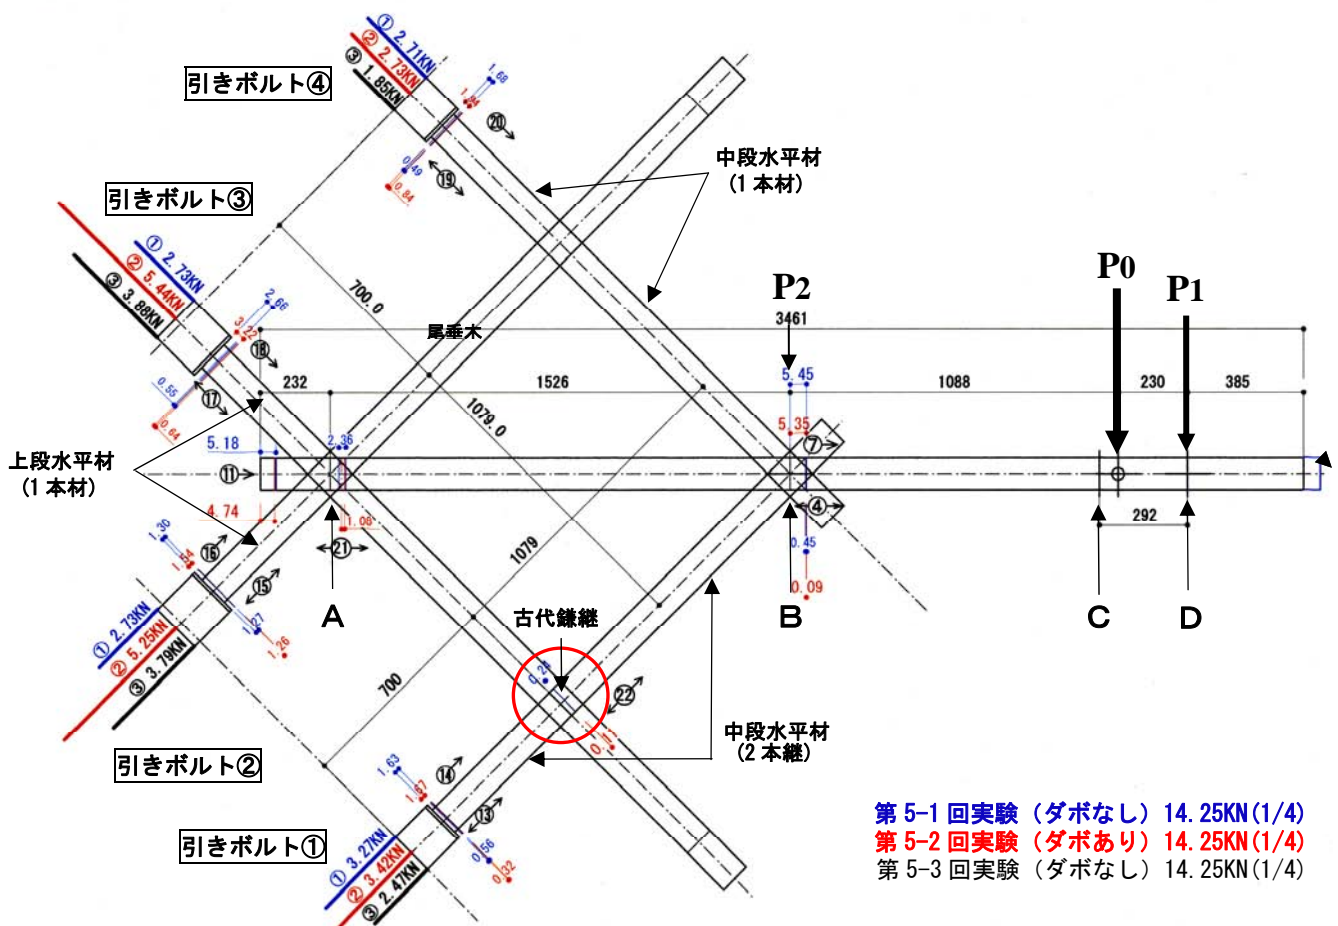 ① 2.71KN
② 2.73KN
③ 1.85KN
引きボルト④
1.68
⑳
⑲
0.49
0.84
中段水平材
(1本材)
引きボルト③
① 2.73KN
② 5.44KN
③ 3.88KN
2.66
3.22
⑱
⑰
0.55
0.64
700.0
尾垂木
P2
P0
P1
3461
232
1526
1088
230
385
5.45
5.35
1079.0
⑦
④
0.45
0.09
5.18
⑪
4.74
2.36
1.06
㉑
上段水平材
(1本材)
A
B
C
D
292
1.30
1.54
⑯
⑮
1.27
1.26
① 2.73KN
② 5.25KN
③ 3.79KN
1079
700
古代鎌継
0.24
㉒
中段水平材
(2本継)
引きボルト②
1.63
1.67
⑭
⑬
0.56
0.32
引きボルト①
① 3.27KN
② 3.42KN
③ 2.47KN
第 5-1 回実験（ダボなし）14.25KN(1/4)
第 5-2 回実験（ダボあり）14.25KN(1/4)
第 5-3 回実験（ダボなし）14.25KN(1/4)